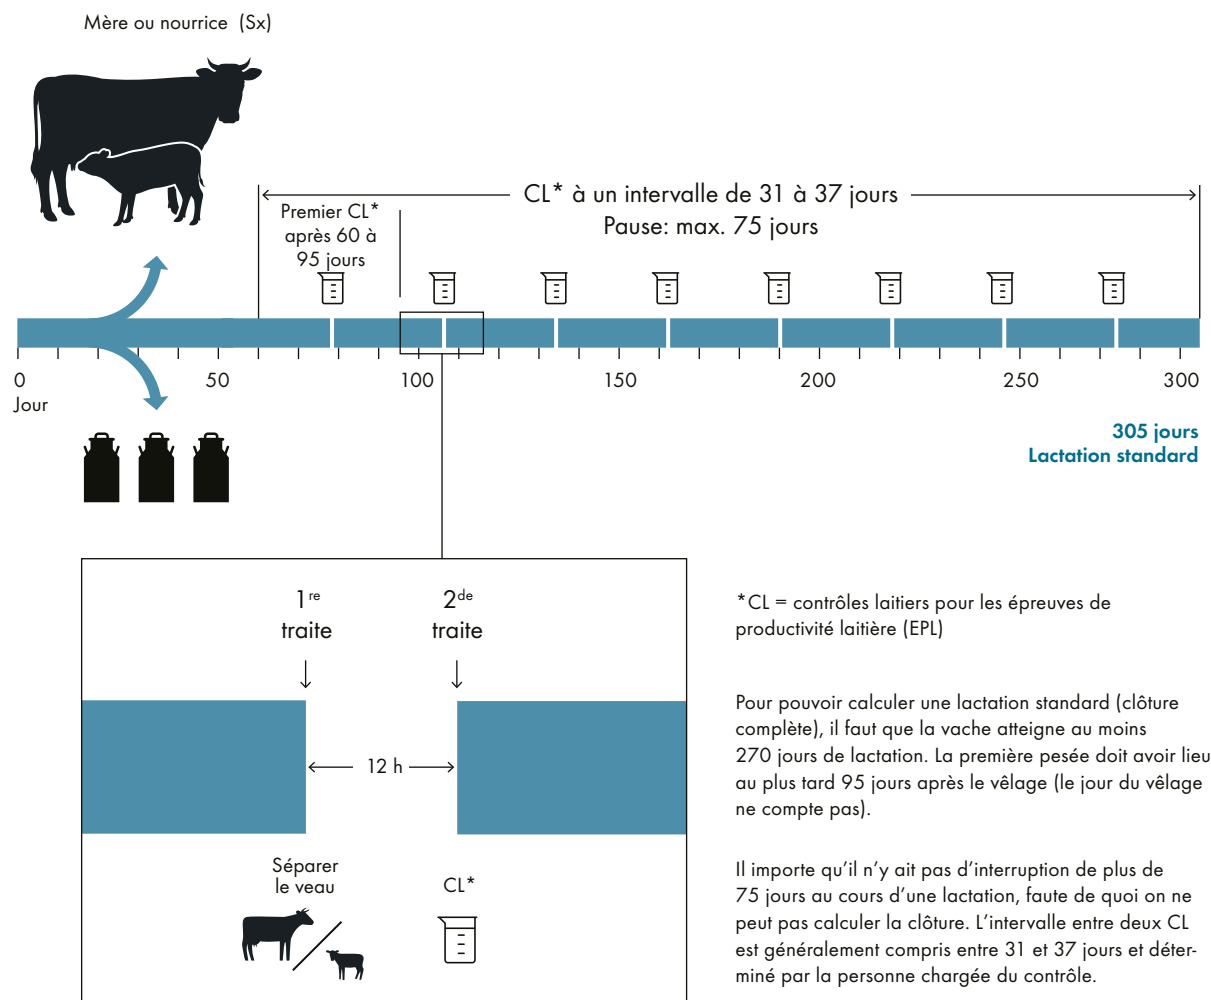 Mère ou nourrice (Sx)
CL* à un intervalle de 31 à 37 jours
Pause: max. 75 jours
Premier CL*
après 60 à
95 jours
0
50
100
150
200
250
300
Jour
305 jours
Lactation standard
1re
traite
2de
traite
12 h
Séparer
le veau
CL*
*CL = contrôles laitiers pour les épreuves de
productivité laitière (EPL)
Pour pouvoir calculer une lactation standard (clôture
complète), il faut que la vache atteigne au moins
270 jours de lactation. La première pesée doit avoir lieu
au plus tard 95 jours après le vêlage (le jour du vêlage
ne compte pas).
Il importe qu’il n’y ait pas d’interruption de plus de
75 jours au cours d’une lactation, faute de quoi on ne
peut pas calculer la clôture. L’intervalle entre deux CL
est généralement compris entre 31 et 37 jours et déter-
miné par la personne chargée du contrôle.